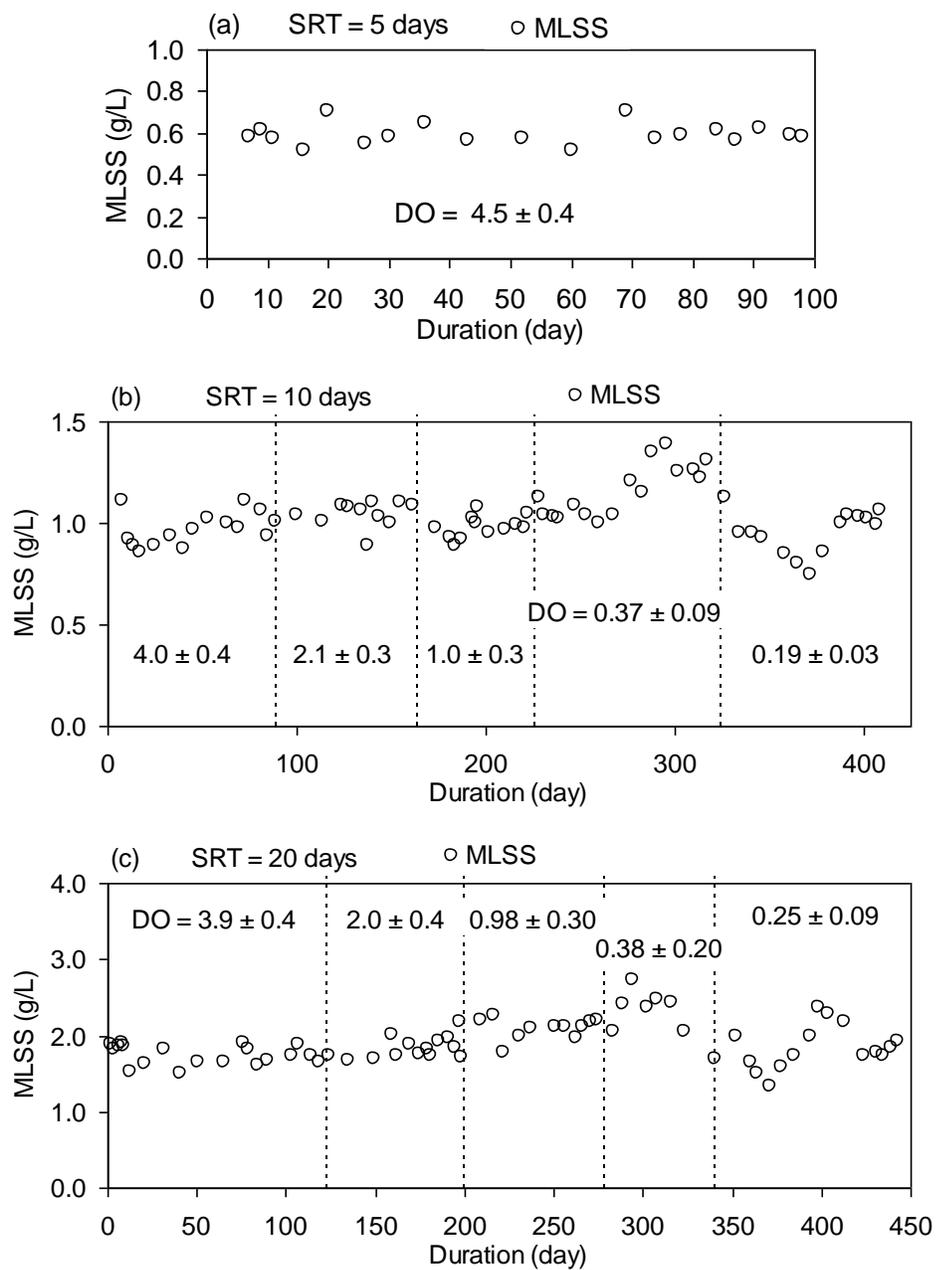 (a) SRT = 5 days MLSS
1.0
0.8
0.6
0.4
0.2
0.0
MLSS (g/L)
DO = 4.5 ± 0.4
0 10 20 30 40 50 60 70 80 90 100
Duration (day)
(b) SRT = 10 days MLSS
1.5
1.0
0.5
0.0
MLSS (g/L)
DO = 0.37 ± 0.09
4.0 ± 0.4 2.1 ± 0.3 1.0 ± 0.3 0.19 ± 0.03
0 100 200 300 400
Duration (day)
(c) SRT = 20 days MLSS
4.0
3.0
2.0
1.0
0.0
MLSS (g/L)
DO = 3.9 ± 0.4 2.0 ± 0.4 0.98 ± 0.30 0.25 ± 0.09
0.38 ± 0.20
0 50 100 150 200 250 300 350 400 450
Duration (day)